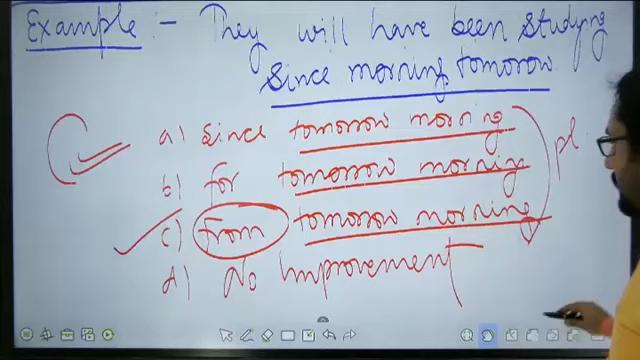 Example :- They will have been studying
since morning tomorrow
a) since tomorrow morning
b) for tomorrow morning
c) from tomorrow morning
d) No improvement